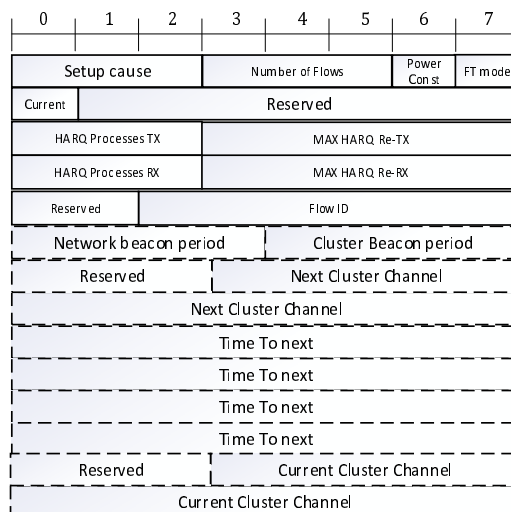 0 1 2 3 4 5 6 7
Setup cause Number of Flows Power Const FT mode
Current Reserved
HARQ Processes TX MAX HARQ Re-TX
HARQ Processes RX MAX HARQ Re-RX
Reserved Flow ID
Network beacon period Cluster Beacon period
Reserved Next Cluster Channel
Next Cluster Channel
Time To next
Time To next
Time To next
Time To next
Reserved Current Cluster Channel
Current Cluster Channel